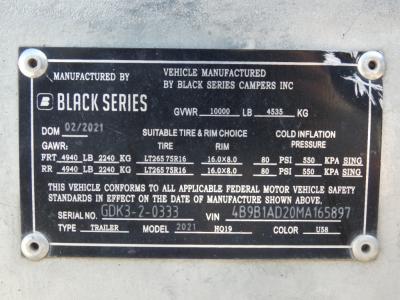 MANUFACTURED BY
VEHICLE MANUFACTURED
BY BLACK SERIES CAMPERS INC
BLACK SERIES
GVWR 10000 LB 4535 KG
DOM 02/2021
SUITABLE TIRE & RIM CHOICE
COLD INFLATION
GAWR: TIRE RIM PRESSURE
FRT 4940 LB 2240 KG LT265 75R16 16.0X8.0 80 PSI 550 KPA SING
RR 4940 LB 2240 KG LT265 75R16 16.0X8.0 80 PSI 550 KPA SING
THIS VEHICLE CONFORMS TO ALL APPLICABLE FEDERAL MOTOR VEHICLE SAFETY
STANDARDS IN EFFECT ON THE DATE OF MANUFACTURE SHOWN ABOVE.
SERIAL NO. GDK3-2-0333 VIN 4B9B1AD20MA165897
TYPE TRAILER MODEL 2021 HQ19 COLOR U58